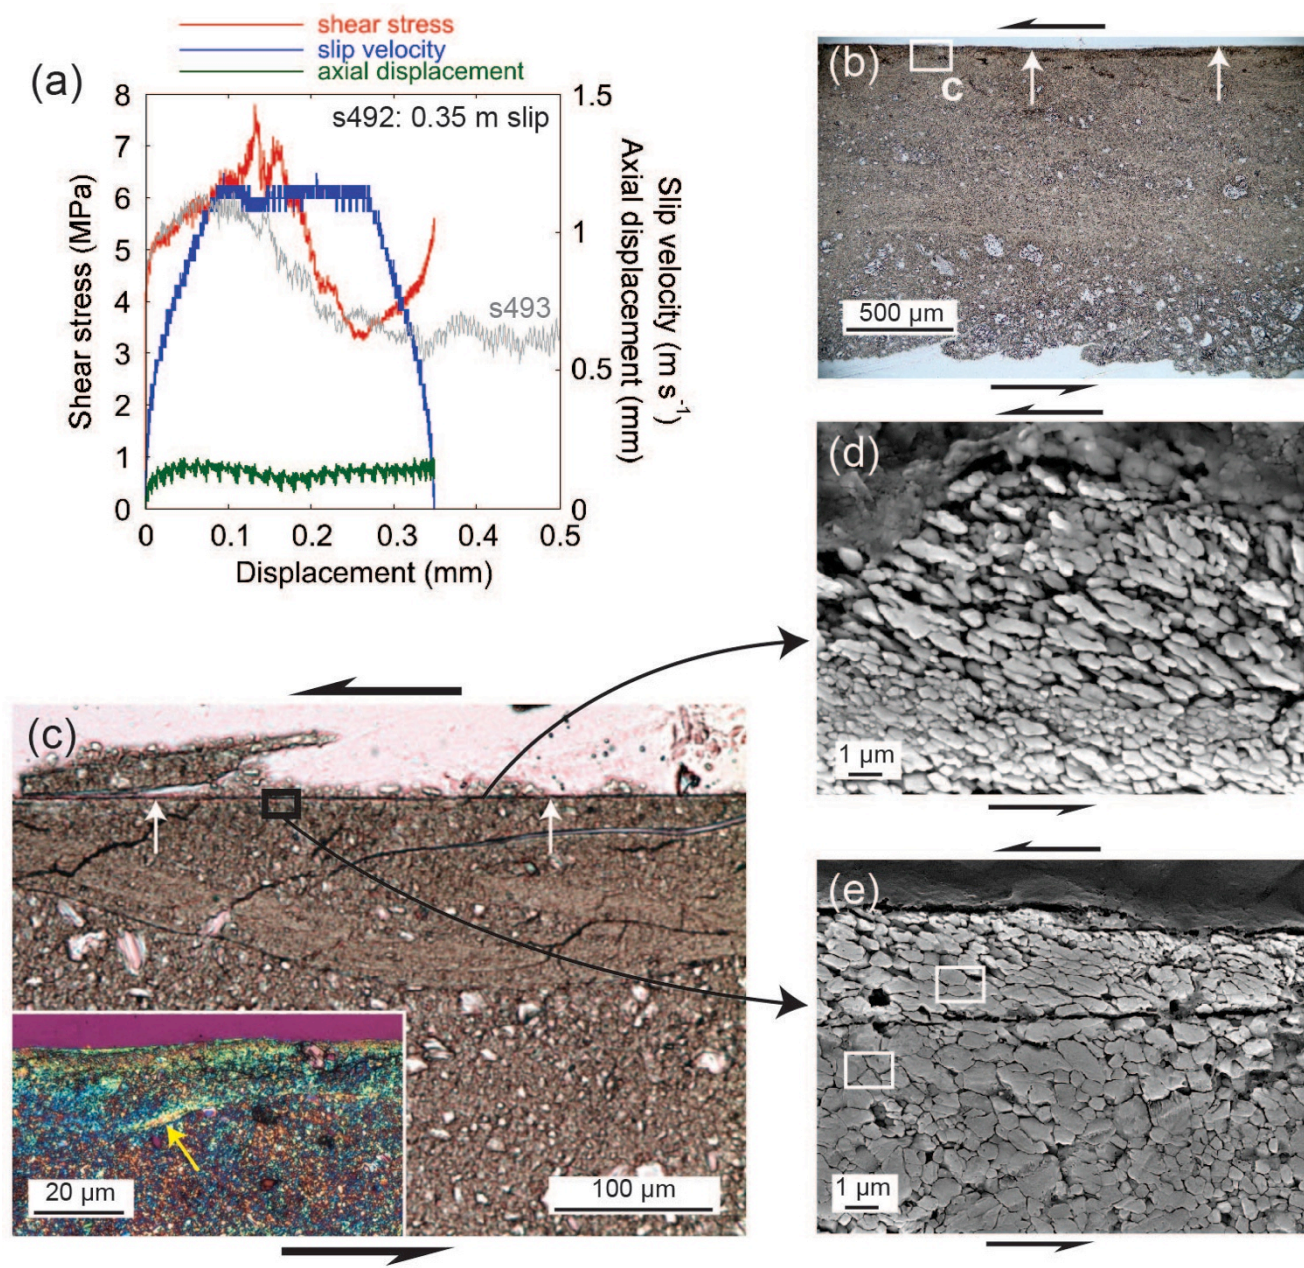 shear stress
slip velocity
axial displacement
(a)
8
7
6
5
4
3
2
1
0
Shear stress (MPa)
s492: 0.35 m slip
s493
1.5
1
0.5
0
Slip velocity (m s⁻¹)
Axial displacement (mm)
0
0.1
0.2
0.3
0.4
0.5
Displacement (mm)
(b)
c
500 µm
(d)
1 µm
(c)
20 µm
100 µm
(e)
1 µm